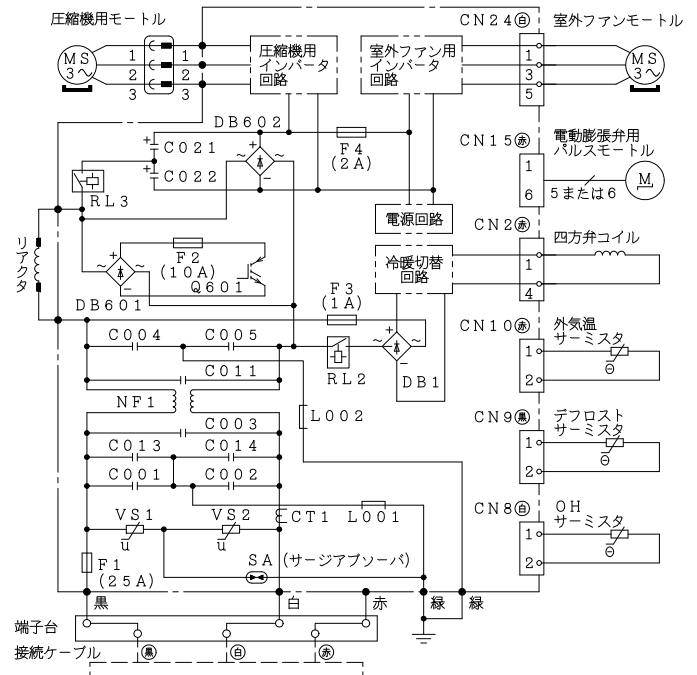 圧縮機用モートル
MS
3〜
1
2
3
1
2
3
圧縮機用
インバータ
回路
室外ファン用
インバータ
回路
CN24㊤白
1
3
5
室外ファンモートル
MS
3〜
DB602
+
C021
+
C022
〜
+
〜
−
F4
(2A)
RL3
CN15赤
1
6
電動膨張弁用
パルスモートル
5または6
M
電源回路
リアクタ
〜
+
〜
−
F2
(10A)
Q601
DB601
冷暖切替
回路
CN2赤
1
4
四方弁コイル
F3
(1A)
C004
C005
RL2
〜
+
〜
−
DB1
CN10赤
1
2
外気温
サーミスタ
θ
C011
NF1
L002
C003
C013
C014
C001
C002
CN9黒
1
2
デフロスト
サーミスタ
θ
VS1
u
VS2
u
CT1
L001
CN8白
1
2
OH
サーミスタ
θ
F1
(25A)
SA (サージアブソーバ)
黒
白
赤
緑
緑
端子台
接続ケーブル
黒
白
赤